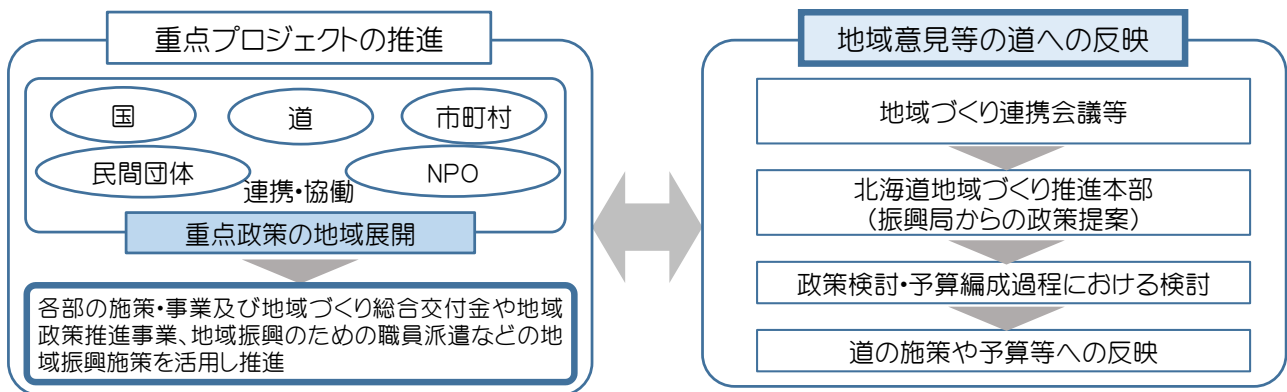 重点プロジェクトの推進
国
道
市町村
民間団体
NPO
連携・協働
重点政策の地域展開
各部の施策・事業及び地域づくり総合交付金や地域
政策推進事業、地域振興のための職員派遣などの地
域振興施策を活用し推進
地域意見等の道への反映
地域づくり連携会議等
北海道地域づくり推進本部
(振興局からの政策提案)
政策検討・予算編成過程における検討
道の施策や予算等への反映